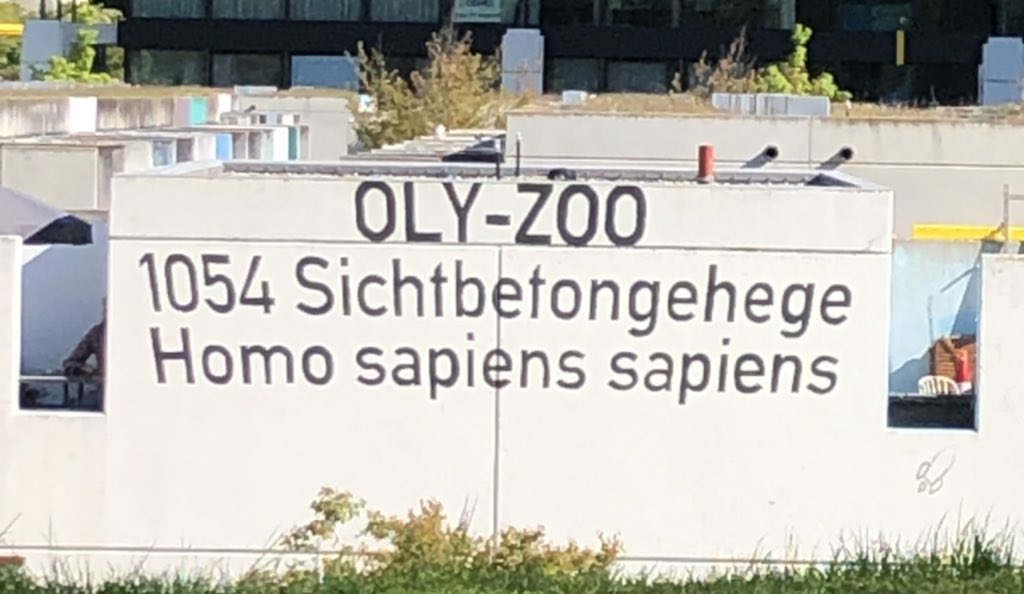 OLY-ZOO
1054 Sichtbetongehege
Homo sapiens sapiens